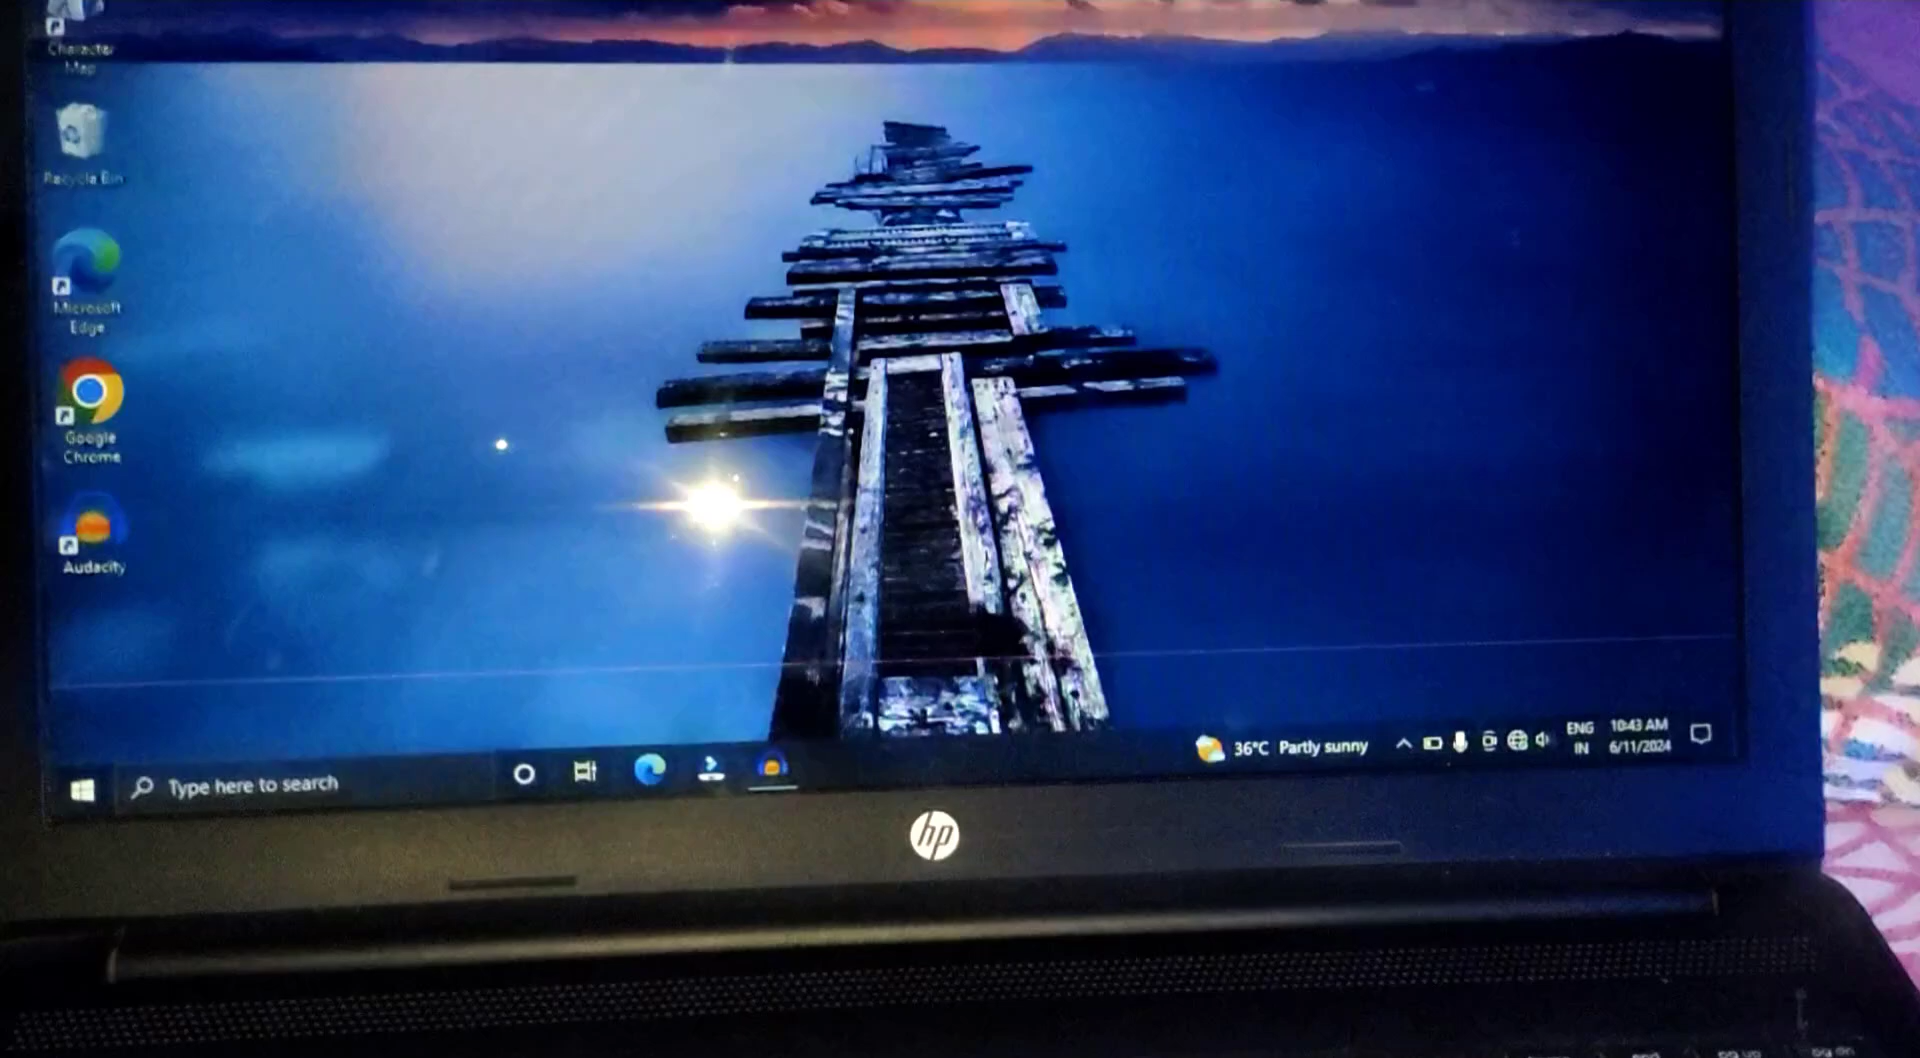 Character
Map
Recycle Bin
Microsoft
Edge
Google
Chrome
Audacity
Type here to search
36°C Partly sunny
ENG
IN
10:43 AM
6/11/2024
hp